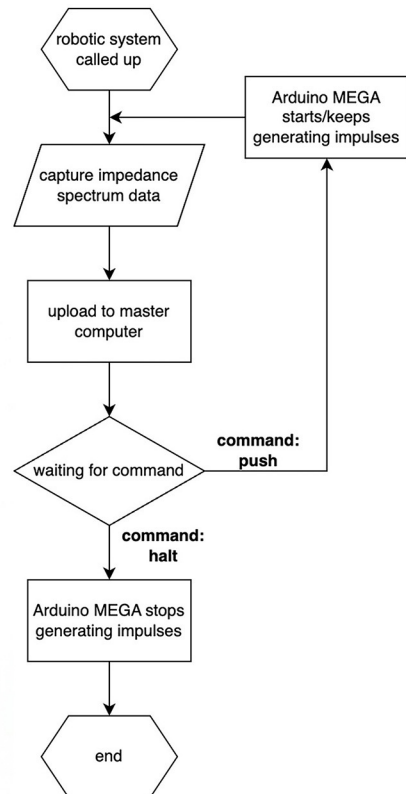 robotic system
called up
Arduino MEGA
starts/keeps
generating impulses
capture impedance
spectrum data
upload to master
computer
waiting for command
command:
push
command:
halt
Arduino MEGA stops
generating impulses
end